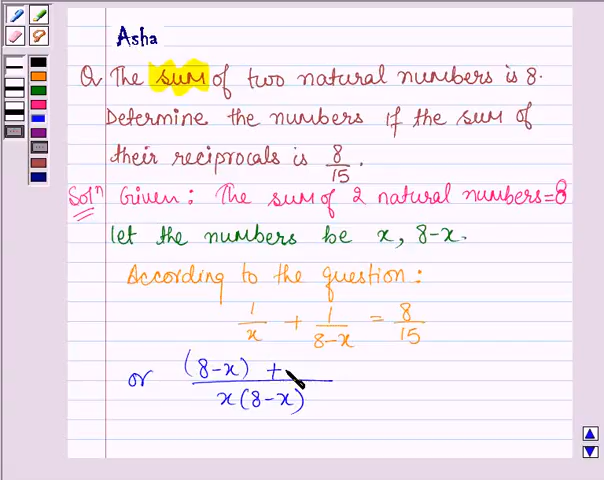 Asha
Q The sum of two natural numbers is 8.
Determine the numbers if the sum of
their reciprocals is 8/15.
Solⁿ Given: The sum of 2 natural numbers=8
let the numbers be x, 8-x.
According to the question:
1/x + 1/(8-x) = 8/15
or (8-x) + / x(8-x)